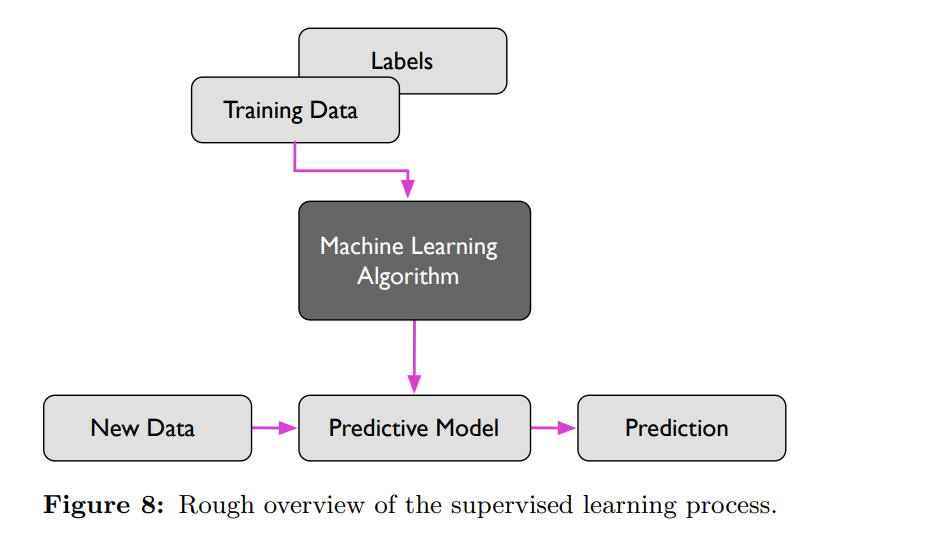 Labels
Training Data
Machine Learning
Algorithm
New Data
Predictive Model
Prediction
Figure 8: Rough overview of the supervised learning process.